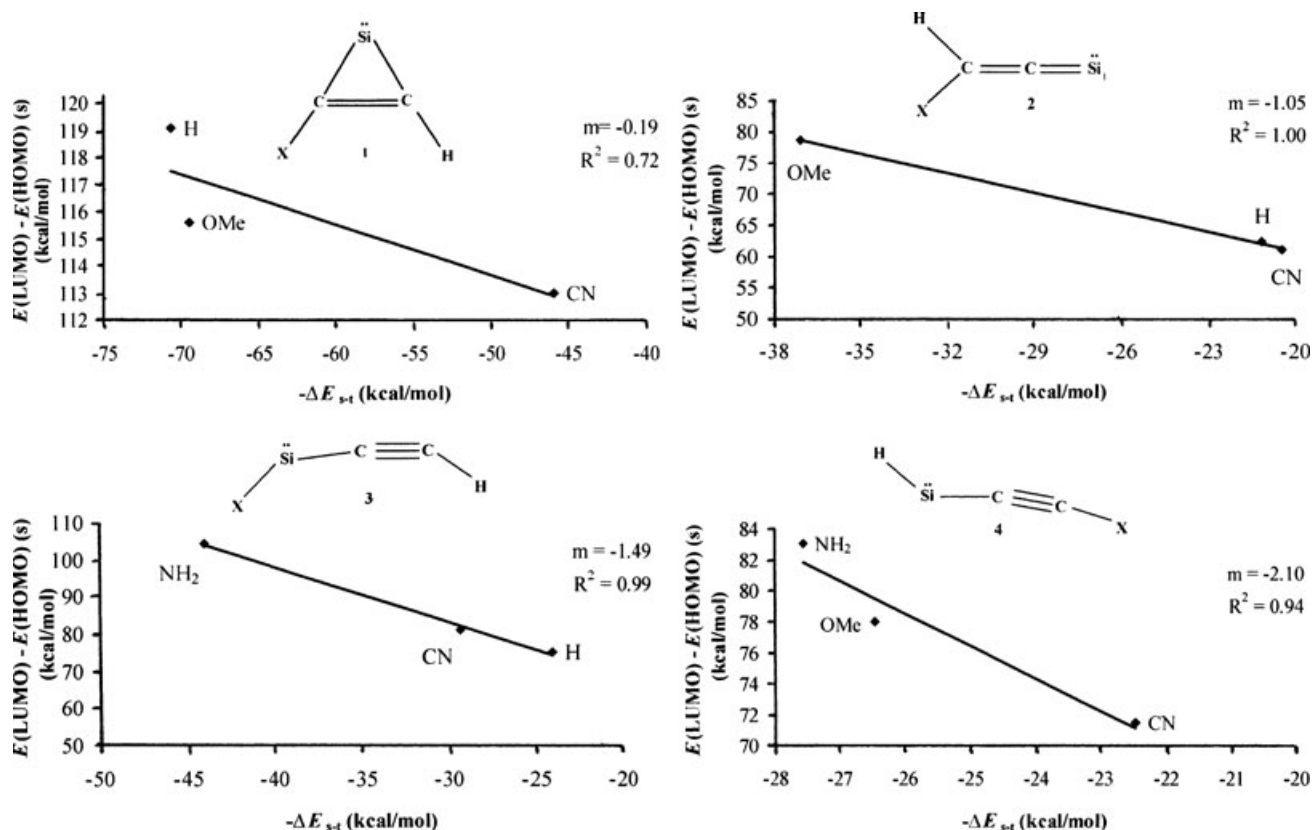 E(LUMO) - E(HOMO) (s)
(kcal/mol)
120
119
118
117
116
115
114
113
112
H
OMe
CN
S̈i
C
C
X
1
H
m= -0.19
R² = 0.72
-75
-70
-65
-60
-55
-50
-45
-40
-ΔE s-t (kcal/mol)
E(LUMO) - E(HOMO) (s)
(kcal/mol)
85
80
75
70
65
60
55
50
H
C
C
S̈i
X
2
m = -1.05
R² = 1.00
OMe
H
CN
-38
-35
-32
-29
-26
-23
-20
-ΔE s-t (kcal/mol)
E(LUMO) - E(HOMO) (s)
(kcal/mol)
110
100
90
80
70
60
50
S̈i
C
C
X
3
H
m = -1.49
R² = 0.99
NH₂
CN
H
-50
-45
-40
-35
-30
-25
-20
-ΔE s-t (kcal/mol)
E(LUMO) - E(HOMO) (s)
(kcal/mol)
84
82
80
78
76
74
72
70
H
S̈i
C
C
X
4
m = -2.10
R² = 0.94
NH₂
OMe
CN
-28
-27
-26
-25
-24
-23
-22
-21
-20
-ΔE s-t (kcal/mol)